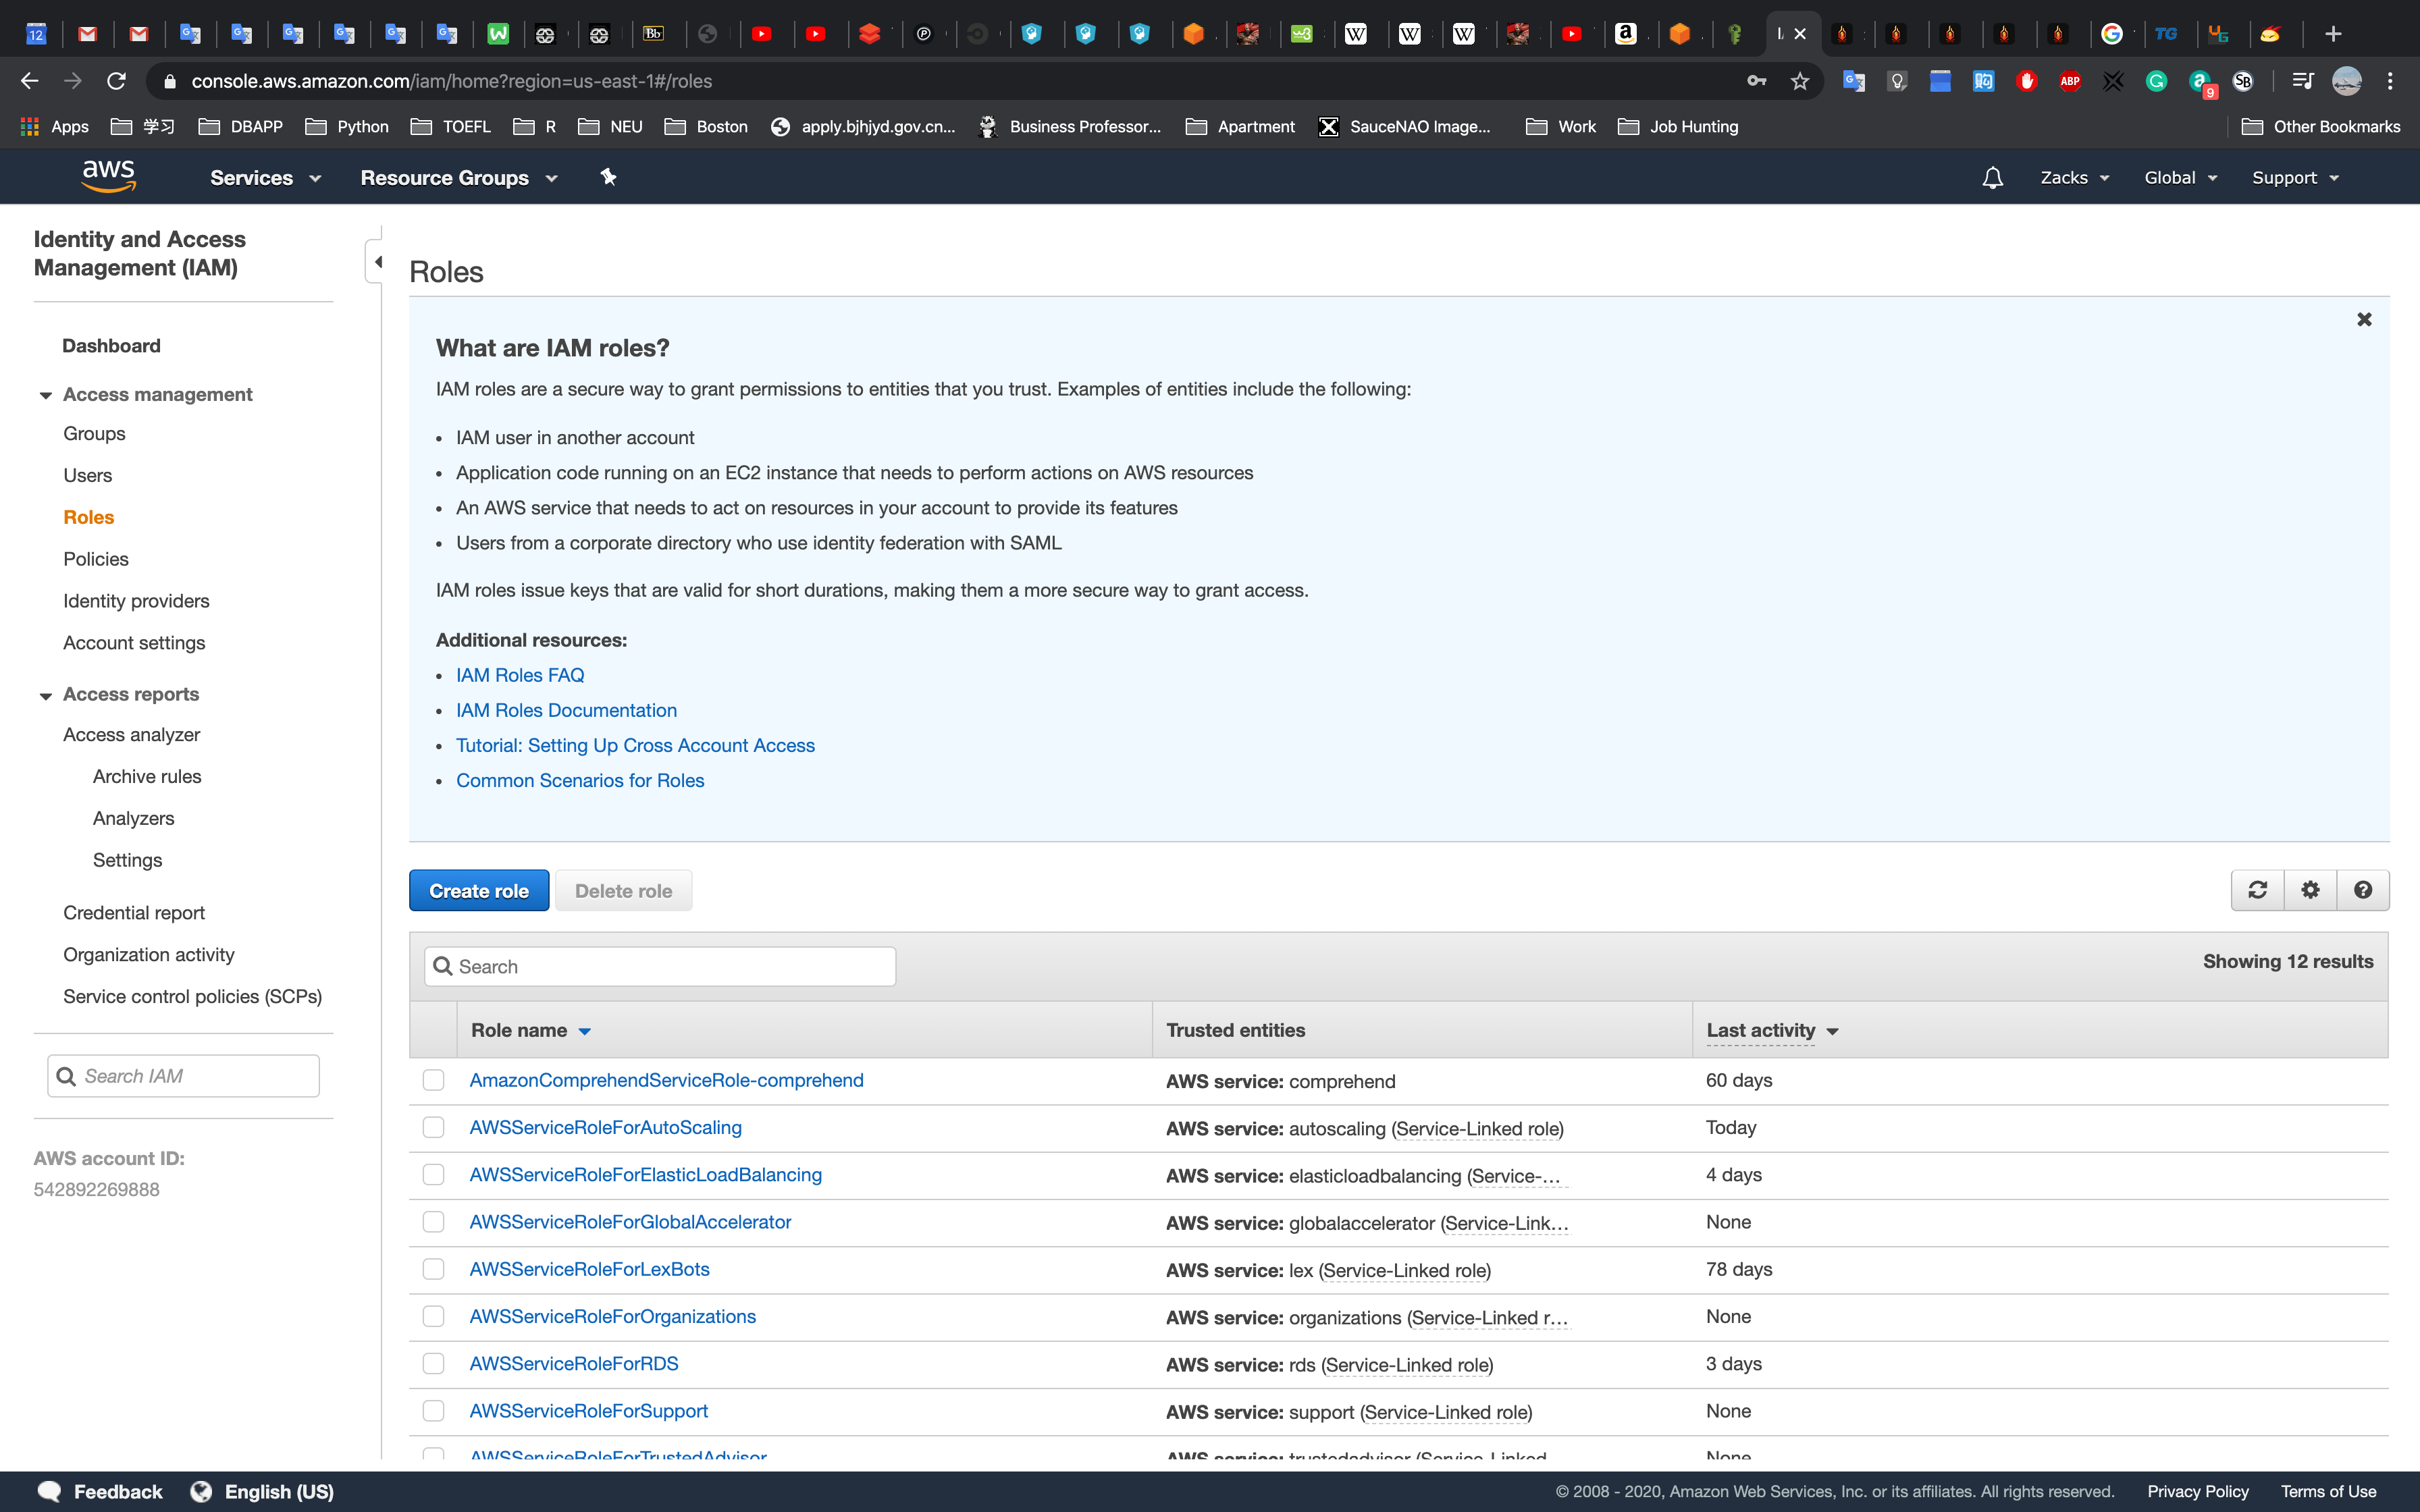 console.aws.amazon.com/iam/home?region=us-east-1#/roles
Apps 学习 DBAPP Python TOEFL R NEU Boston apply.bjhjyd.gov.cn... Business Professor... Apartment SauceNAO Image... Work Job Hunting Other Bookmarks
aws Services Resource Groups Zacks Global Support
Identity and Access
Management (IAM)
Dashboard
Access management
Groups
Users
Roles
Policies
Identity providers
Account settings
Access reports
Access analyzer
Archive rules
Analyzers
Settings
Credential report
Organization activity
Service control policies (SCPs)
Search IAM
AWS account ID:
542892269888
Roles
What are IAM roles?
IAM roles are a secure way to grant permissions to entities that you trust. Examples of entities include the following:
• IAM user in another account
• Application code running on an EC2 instance that needs to perform actions on AWS resources
• An AWS service that needs to act on resources in your account to provide its features
• Users from a corporate directory who use identity federation with SAML
IAM roles issue keys that are valid for short durations, making them a more secure way to grant access.
Additional resources:
• IAM Roles FAQ
• IAM Roles Documentation
• Tutorial: Setting Up Cross Account Access
• Common Scenarios for Roles
Create role Delete role
Search Showing 12 results
Role name Trusted entities Last activity
AmazonComprehendServiceRole-comprehend AWS service: comprehend 60 days
AWSServiceRoleForAutoScaling AWS service: autoscaling (Service-Linked role) Today
AWSServiceRoleForElasticLoadBalancing AWS service: elasticloadbalancing (Service-... 4 days
AWSServiceRoleForGlobalAccelerator AWS service: globalaccelerator (Service-Link... None
AWSServiceRoleForLexBots AWS service: lex (Service-Linked role) 78 days
AWSServiceRoleForOrganizations AWS service: organizations (Service-Linked r... None
AWSServiceRoleForRDS AWS service: rds (Service-Linked role) 3 days
AWSServiceRoleForSupport AWS service: support (Service-Linked role) None
AWSServiceRoleForTrustedAdvisor AWS service: trustedadvisor (Service-Linked None
Feedback English (US) © 2008 - 2020, Amazon Web Services, Inc. or its affiliates. All rights reserved. Privacy Policy Terms of Use